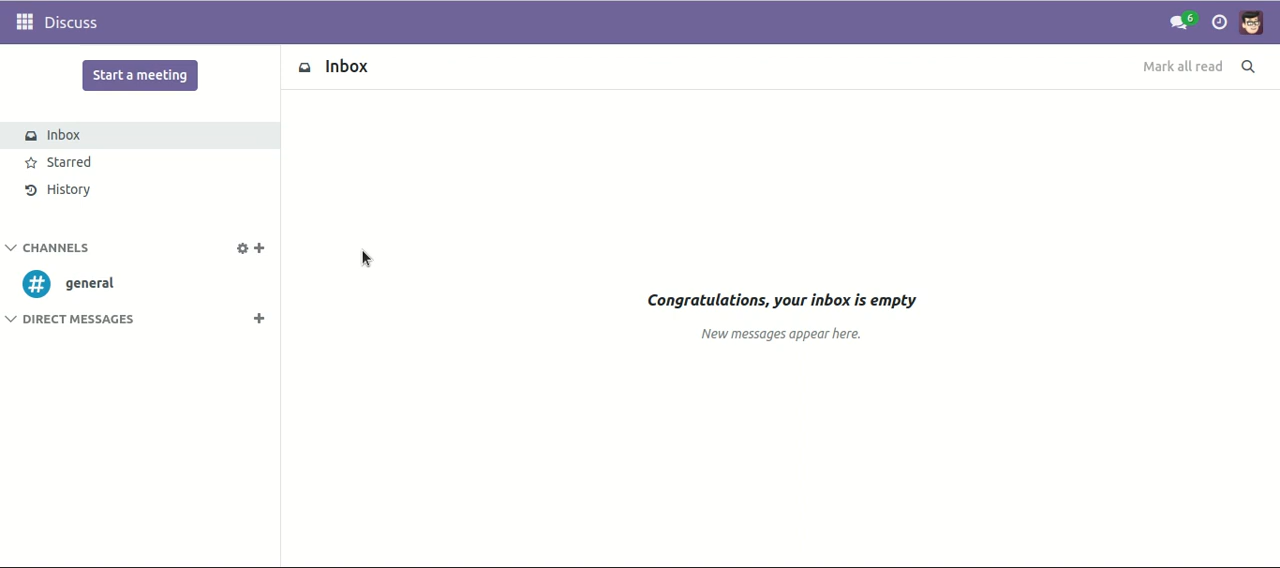 Discuss
6
Start a meeting
Inbox
Mark all read
Inbox
Starred
History
CHANNELS
general
DIRECT MESSAGES
Congratulations, your inbox is empty
New messages appear here.